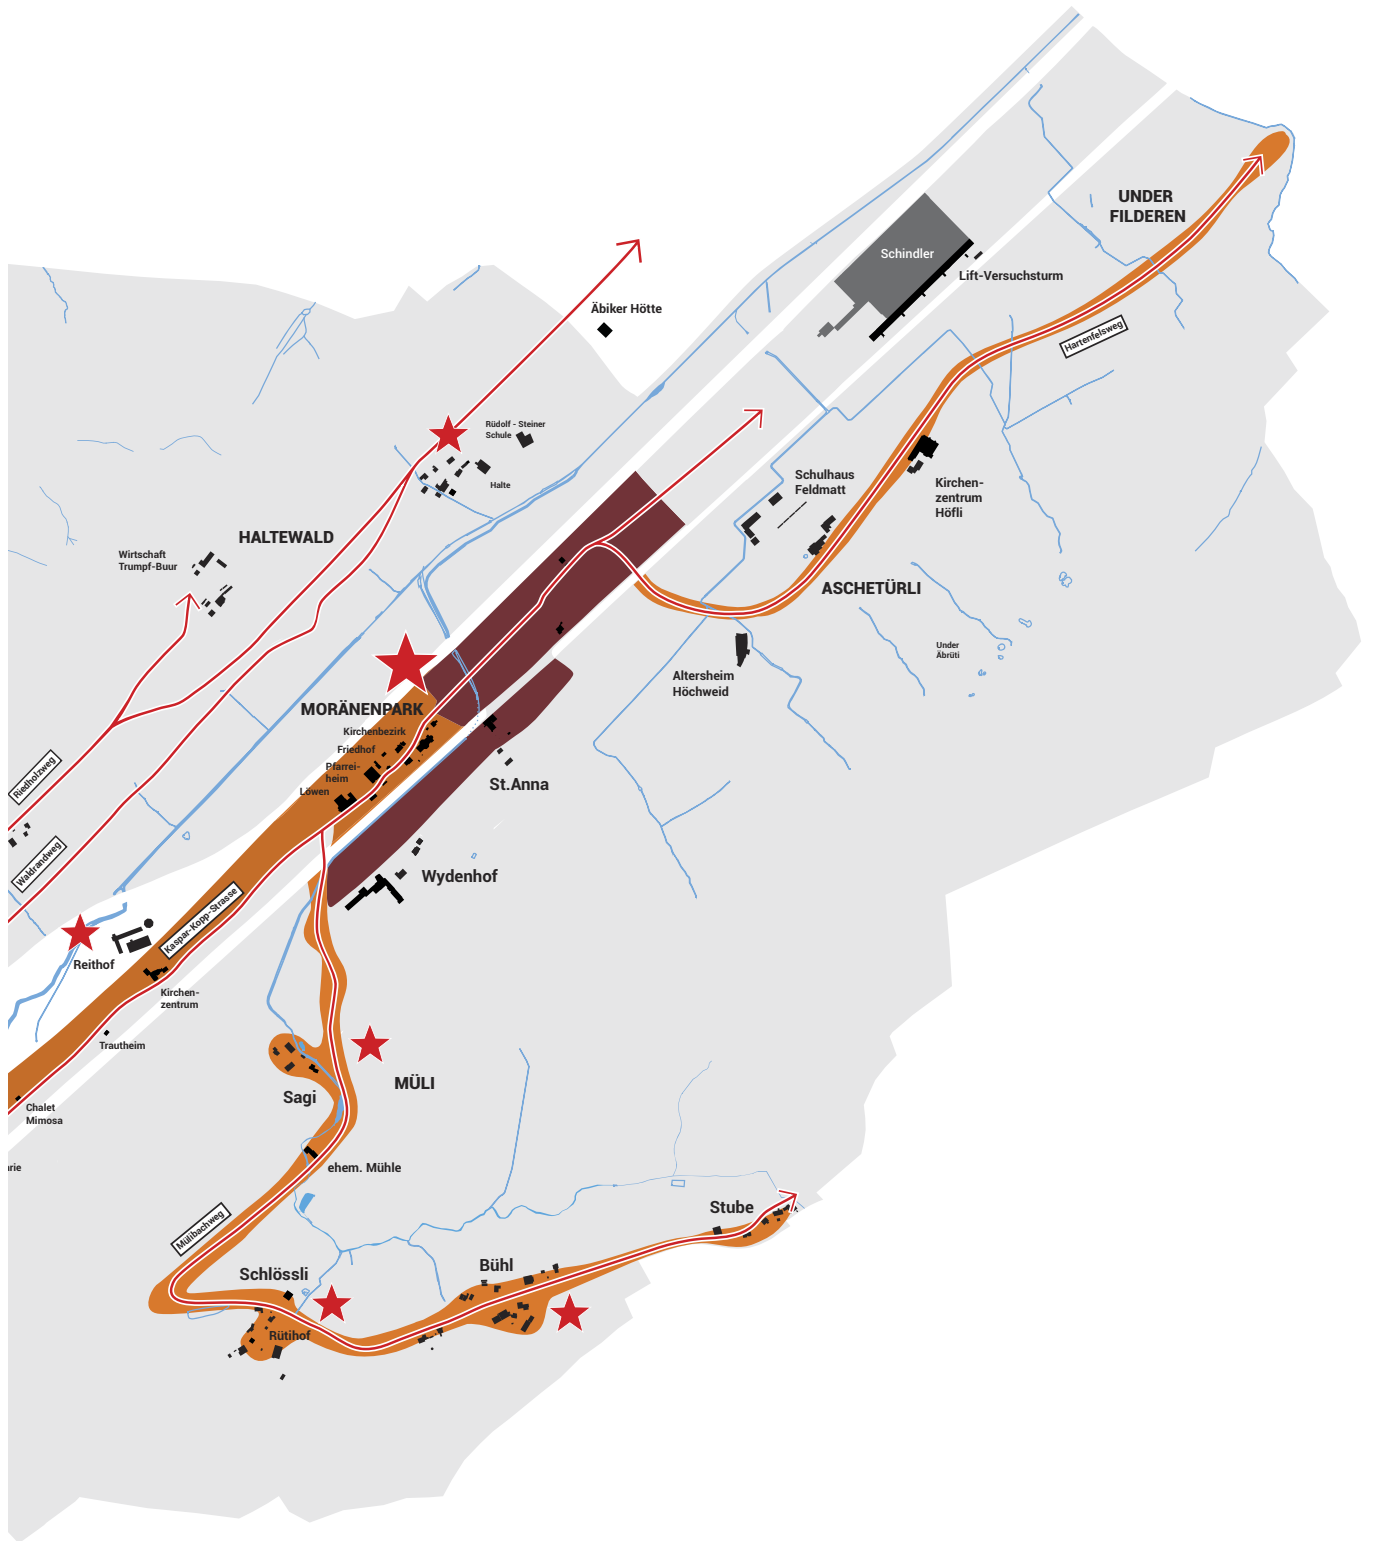 UNDER
FILDEREN
Schindler
Lift-Versuchsturm
Äbiker Hötte
Hartenfelsweg
Rüdolf - Steiner
Schule
Halte
Schulhaus
Feldmatt
Kirchen-
zentrum
Höfli
HALTEWALD
Wirtschaft
Trumpf-Buur
ASCHETÜRLI
Under
Äbrüti
Altersheim
Höchweid
MORÄNENPARK
Kirchenbezirk
Friedhof
Pfarrei-
heim
Löwen
St.Anna
Riedholzweg
Waldrandweg
Wydenhof
Kaspar-Kopp-Strasse
Reithof
Kirchen-
zentrum
Trautheim
MÜLI
Sagi
Chalet
Mimosa
ehem. Mühle
Mülibachweg
Stube
Bühl
Schlössli
Rütihof